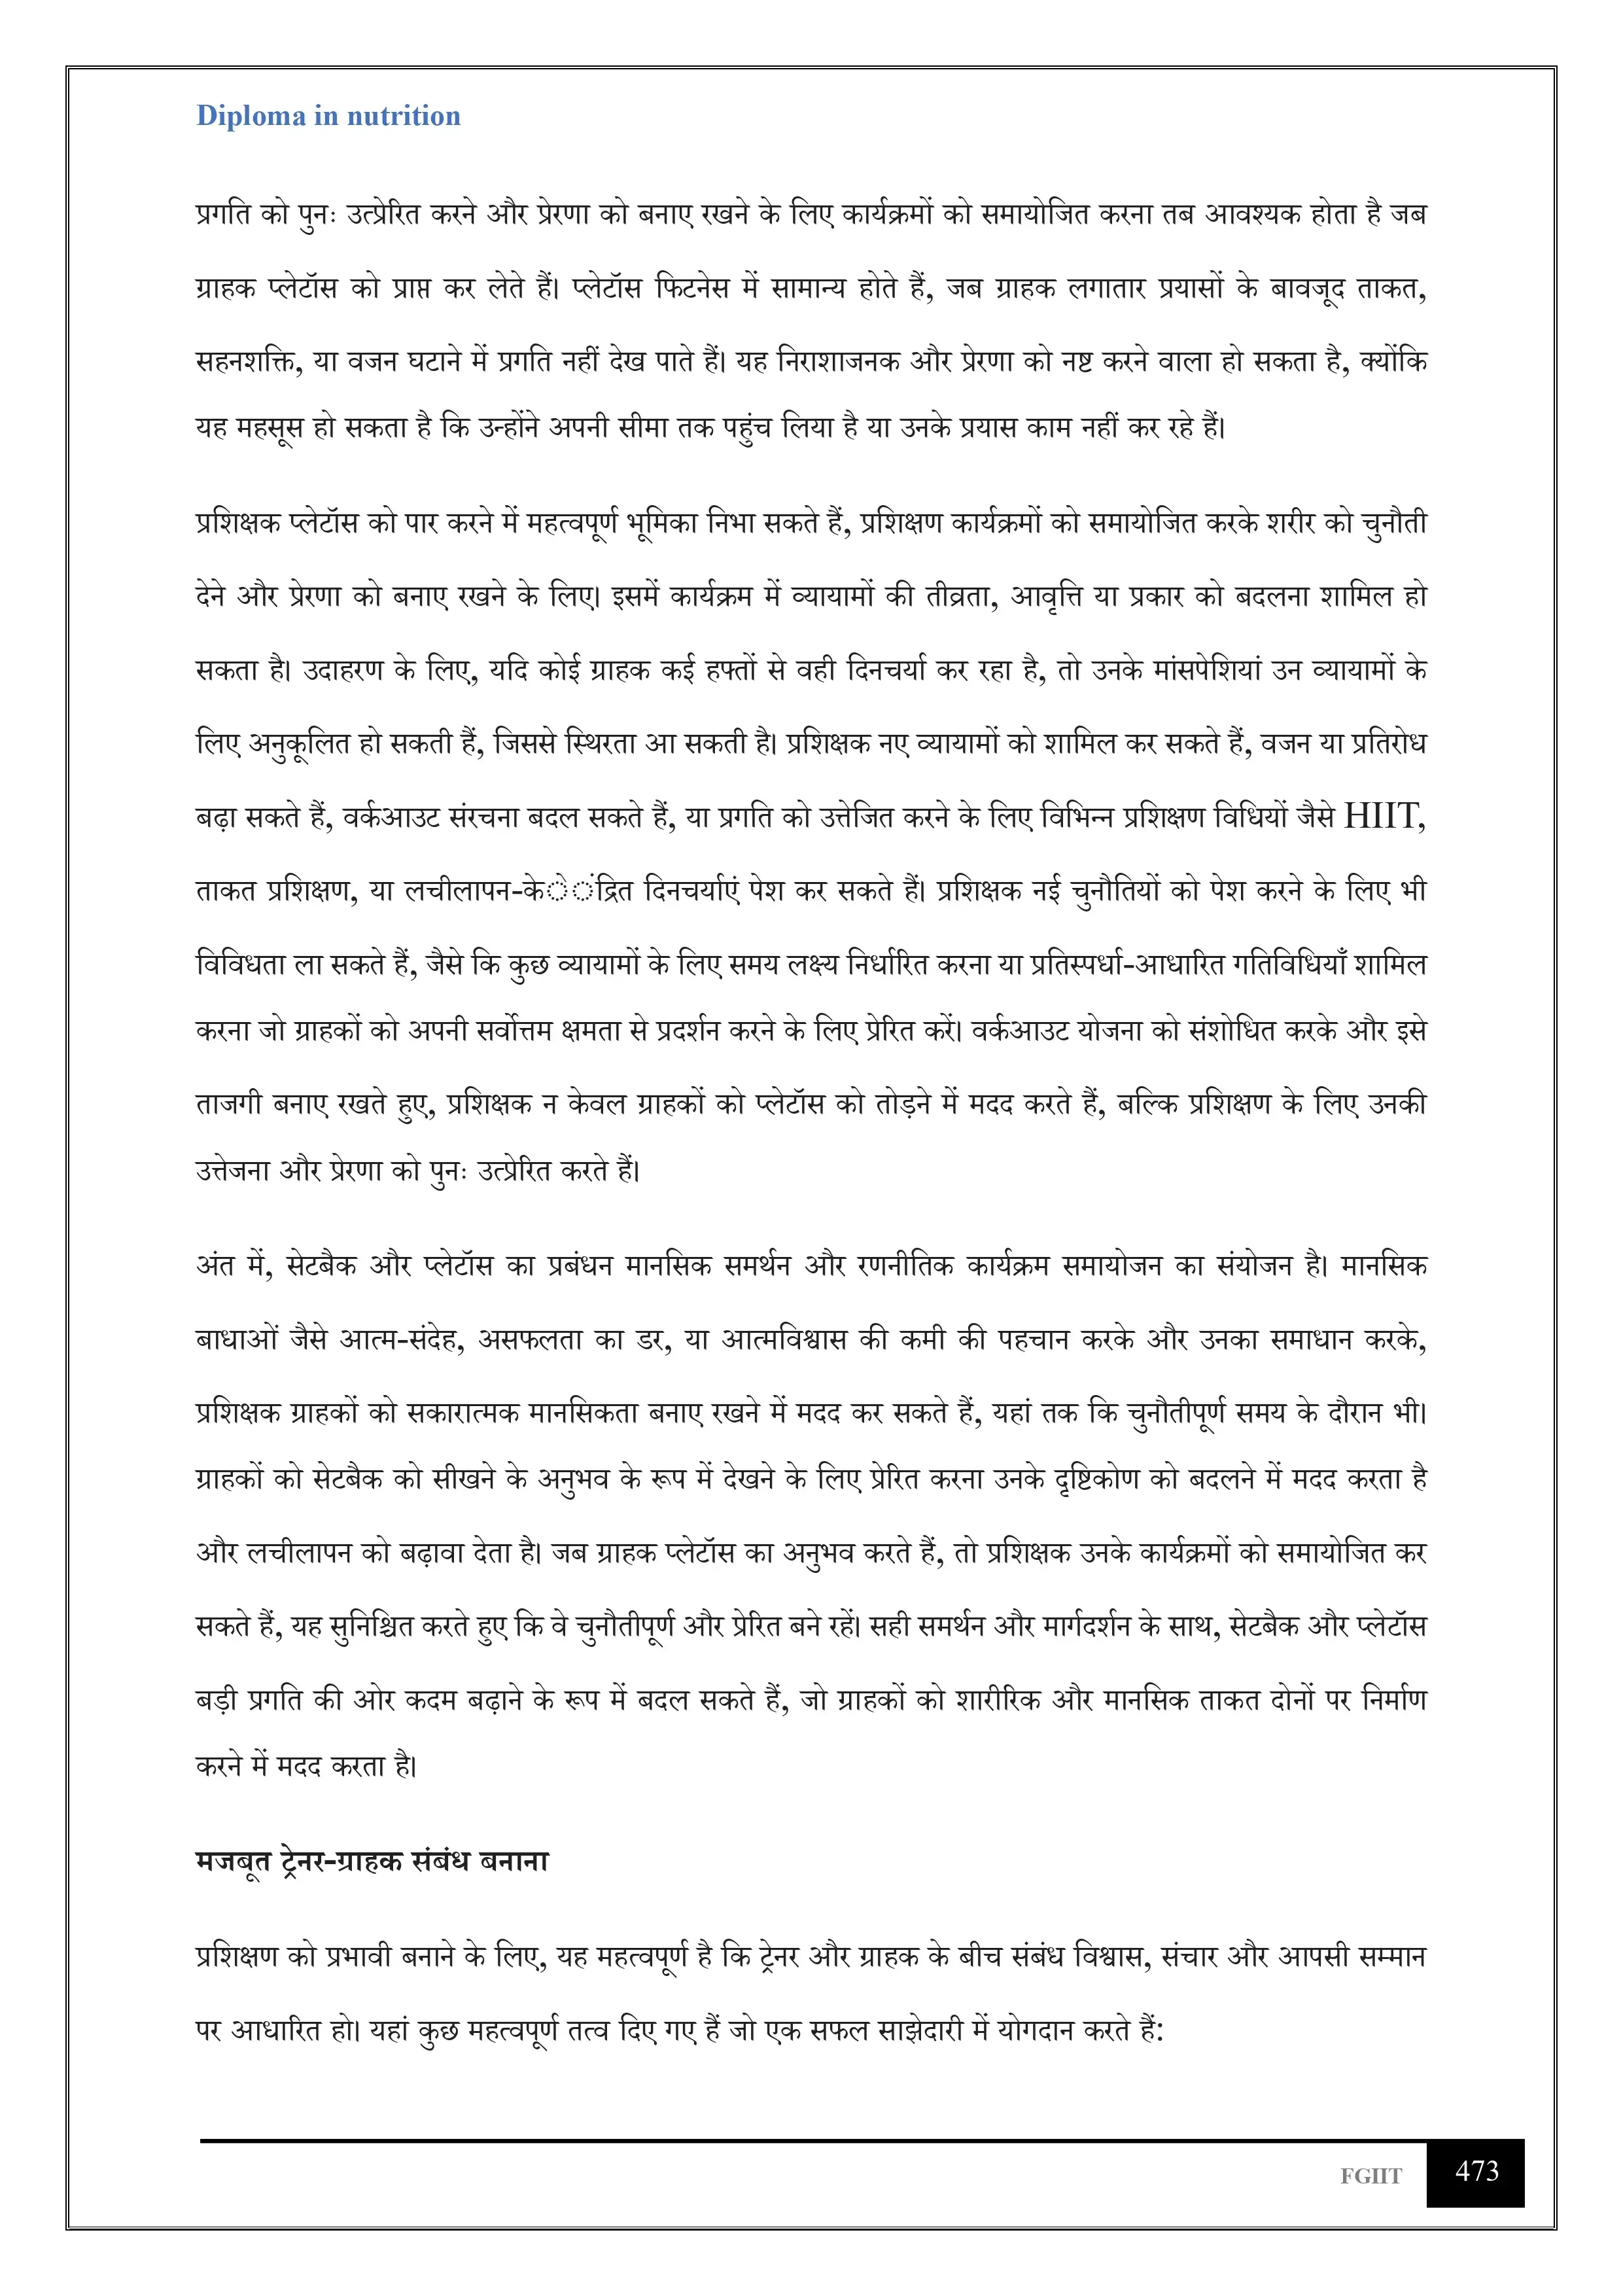 Diploma in nutrition
प्रगति को पुनः उत्प्रेरित करने और प्रेरणा को बनाए रखने के लिए कार्यक्रमों को समायोजित करना तब आवश्यक होता है जब
ग्राहक प्लेटॉस को प्राप्त कर लेते हैं। प्लेटॉस फिटनेस में सामान्य होते हैं, जब ग्राहक लगातार प्रयासों के बावजूद ताकत,
सहनशक्ति, या वजन घटाने में प्रगति नहीं देख पाते हैं। यह निराशाजनक और प्रेरणा को नष्ट करने वाला हो सकता है, क्योंकि
यह महसूस हो सकता है कि उन्होंने अपनी सीमा तक पहुंच लिया है या उनके प्रयास काम नहीं कर रहे हैं।
प्रशिक्षक प्लेटॉस को पार करने में महत्वपूर्ण भूमिका निभा सकते हैं, प्रशिक्षण कार्यक्रमों को समायोजित करके शरीर को चुनौती
देने और प्रेरणा को बनाए रखने के लिए। इसमें कार्यक्रम में व्यायामों की तीव्रता, आवृत्ति या प्रकार को बदलना शामिल हो
सकता है। उदाहरण के लिए, यदि कोई ग्राहक कई हफ्तों से वही दिनचर्या कर रहा है, तो उनके मांसपेशियां उन व्यायामों के
लिए अनुकूलित हो सकती हैं, जिससे स्थिरता आ सकती है। प्रशिक्षक नए व्यायामों को शामिल कर सकते हैं, वजन या प्रतिरोध
बढ़ा सकते हैं, वर्कआउट संरचना बदल सकते हैं, या प्रगति को उत्तेजित करने के लिए विभिन्न प्रशिक्षण विधियों जैसे HIIT,
ताकत प्रशिक्षण, या लचीलापन-केेंद्रित दिनचर्याएं पेश कर सकते हैं। प्रशिक्षक नई चुनौतियों को पेश करने के लिए भी
विविधता ला सकते हैं, जैसे कि कुछ व्यायामों के लिए समय लक्ष्य निर्धारित करना या प्रतिस्पर्धा-आधारित गतिविधियाँ शामिल
करना जो ग्राहकों को अपनी सर्वोत्तम क्षमता से प्रदर्शन करने के लिए प्रेरित करें। वर्कआउट योजना को संशोधित करके और इसे
ताजगी बनाए रखते हुए, प्रशिक्षक न केवल ग्राहकों को प्लेटॉस को तोड़ने में मदद करते हैं, बल्कि प्रशिक्षण के लिए उनकी
उत्तेजना और प्रेरणा को पुनः उत्प्रेरित करते हैं।
अंत में, सेटबैक और प्लेटॉस का प्रबंधन मानसिक समर्थन और रणनीतिक कार्यक्रम समायोजन का संयोजन है। मानसिक
बाधाओं जैसे आत्म-संदेह, असफलता का डर, या आत्मविश्वास की कमी की पहचान करके और उनका समाधान करके,
प्रशिक्षक ग्राहकों को सकारात्मक मानसिकता बनाए रखने में मदद कर सकते हैं, यहां तक कि चुनौतीपूर्ण समय के दौरान भी।
ग्राहकों को सेटबैक को सीखने के अनुभव के रूप में देखने के लिए प्रेरित करना उनके दृष्टिकोण को बदलने में मदद करता है
और लचीलापन को बढ़ावा देता है। जब ग्राहक प्लेटॉस का अनुभव करते हैं, तो प्रशिक्षक उनके कार्यक्रमों को समायोजित कर
सकते हैं, यह सुनिश्चित करते हुए कि वे चुनौतीपूर्ण और प्रेरित बने रहें। सही समर्थन और मार्गदर्शन के साथ, सेटबैक और प्लेटॉस
बड़ी प्रगति की ओर कदम बढ़ाने के रूप में बदल सकते हैं, जो ग्राहकों को शारीरिक और मानसिक ताकत दोनों पर निर्माण
करने में मदद करता है।
मजबूत ट्रेनर-ग्राहक संबंध बनाना
प्रशिक्षण को प्रभावी बनाने के लिए, यह महत्वपूर्ण है कि ट्रेनर और ग्राहक के बीच संबंध विश्वास, संचार और आपसी सम्मान
पर आधारित हो। यहां कुछ महत्वपूर्ण तत्व दिए गए हैं जो एक सफल साझेदारी में योगदान करते हैं:
FGIIT 473